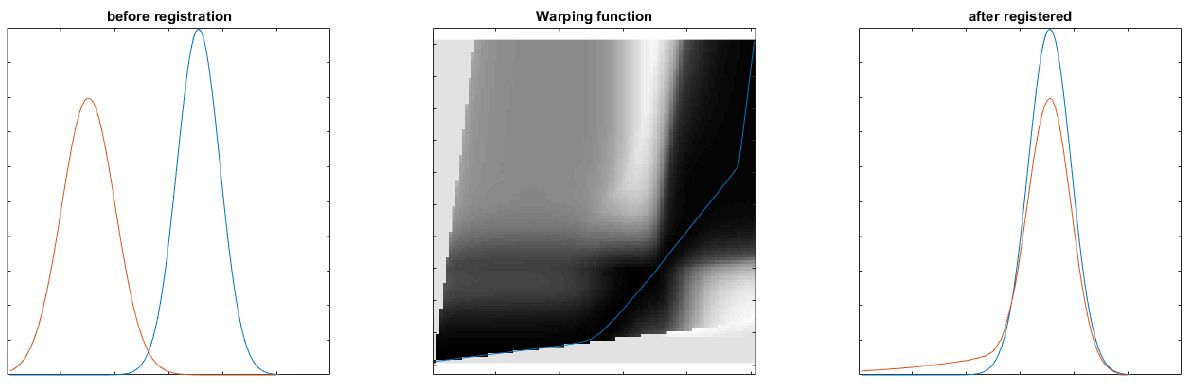 before registration
Warping function
after registered